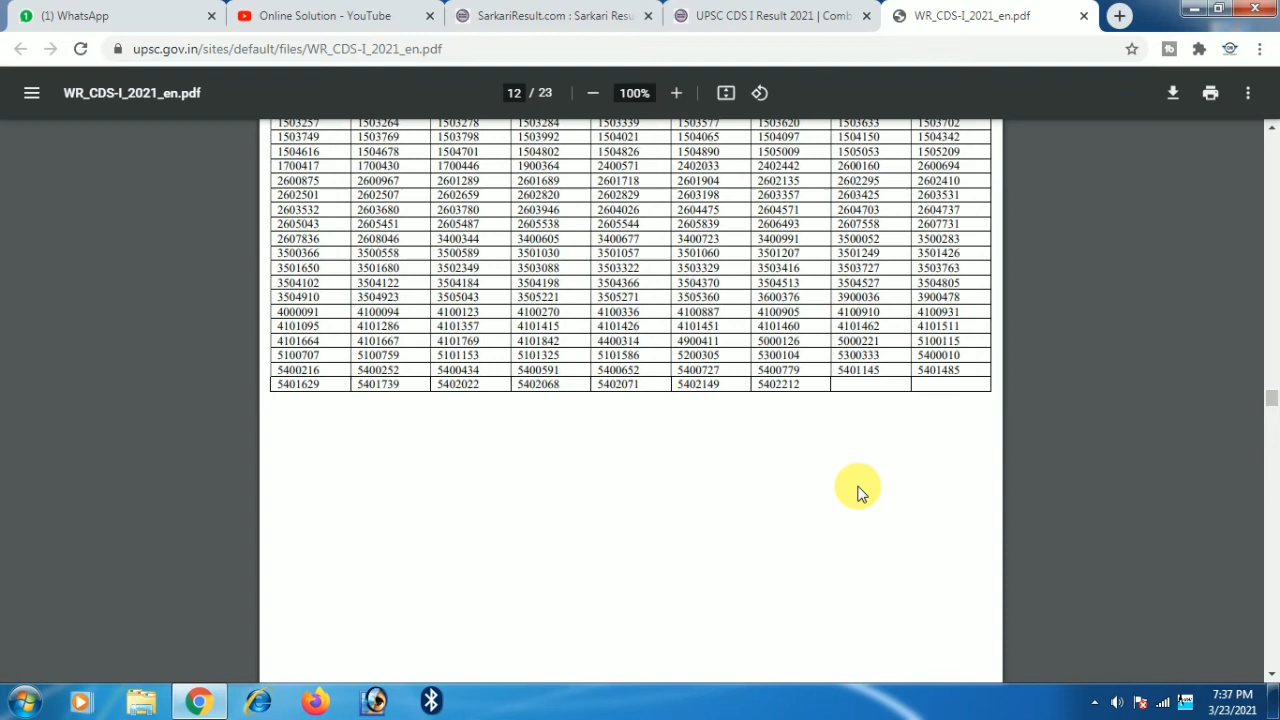 (1) WhatsApp
Online Solution - YouTube
SarkariResult.com : Sarkari Resu
UPSC CDS I Result 2021 | Comb
WR_CDS-I_2021_en.pdf
upsc.gov.in/sites/default/files/WR_CDS-I_2021_en.pdf
WR_CDS-I_2021_en.pdf
12 / 23
100%
1503257 1503264 1503278 1503284 1503339 1503577 1503620 1503633 1503702
1503749 1503769 1503798 1503992 1504021 1504065 1504097 1504150 1504342
1504616 1504678 1504701 1504802 1504826 1504890 1505009 1505053 1505209
1700417 1700430 1700446 1900364 2400571 2402033 2402442 2600160 2600694
2600875 2600967 2601289 2601689 2601718 2601904 2602135 2602295 2602410
2602501 2602507 2602659 2602820 2602829 2603198 2603357 2603425 2603531
2603532 2603680 2603780 2603946 2604026 2604475 2604571 2604703 2604737
2605043 2605451 2605487 2605538 2605544 2605839 2606493 2607558 2607731
2607836 2608046 3400344 3400605 3400677 3400723 3400991 3500052 3500283
3500366 3500558 3500589 3501030 3501057 3501060 3501207 3501249 3501426
3501650 3501680 3502349 3503088 3503322 3503329 3503416 3503727 3503763
3504102 3504122 3504184 3504198 3504366 3504370 3504513 3504527 3504805
3504910 3504923 3505043 3505221 3505271 3505360 3600376 3900036 3900478
4000091 4100094 4100123 4100270 4100336 4100887 4100905 4100910 4100931
4101095 4101286 4101357 4101415 4101426 4101451 4101460 4101462 4101511
4101664 4101667 4101769 4101842 4400314 4900411 5000126 5000221 5100115
5100707 5100759 5101153 5101325 5101586 5200305 5300104 5300333 5400010
5400216 5400252 5400434 5400591 5400652 5400727 5400779 5401145 5401485
5401629 5401739 5402022 5402068 5402071 5402149 5402212
7:37 PM
3/23/2021